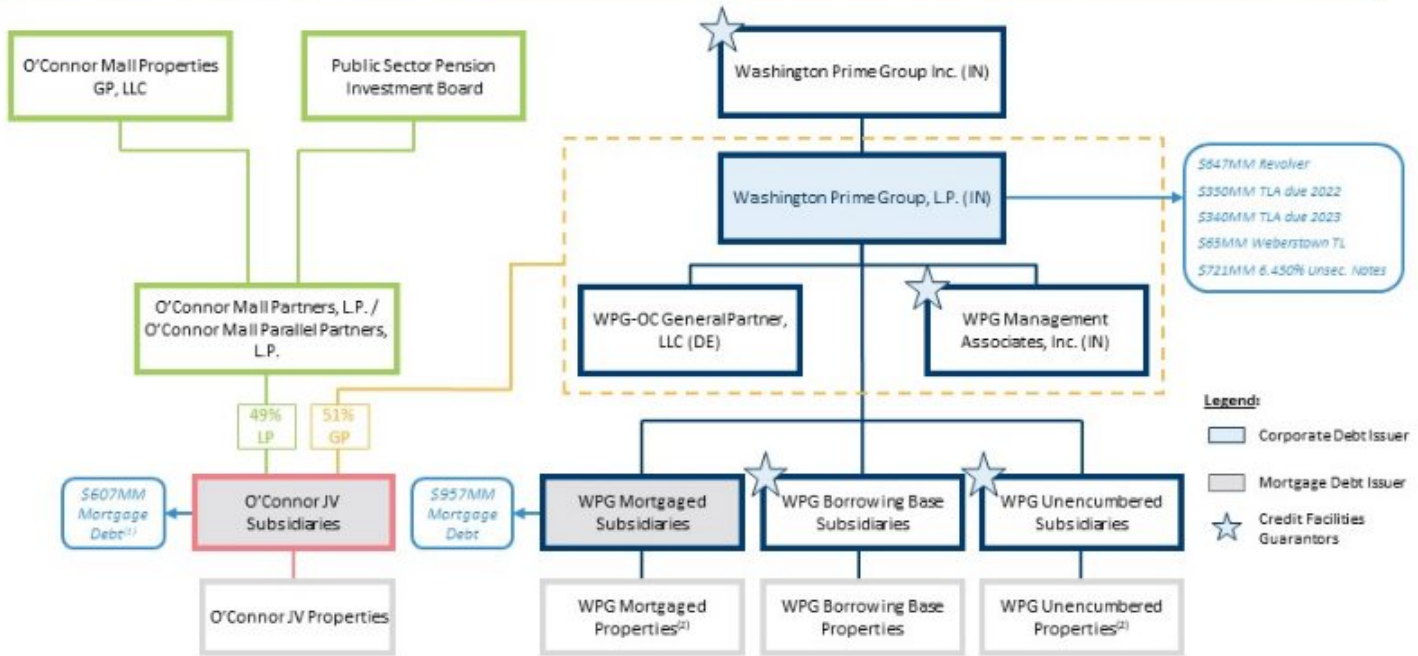 O'Connor Mall Properties
GP, LLC
Public Sector Pension
Investment Board
Washington Prime Group Inc. (IN)
Washington Prime Group, L.P. (IN)
$647MM Revolver
$350MM TLA due 2022
$340MM TLA due 2023
$65MM Weberstown TL
$721MM 6.450% Unsec. Notes
O'Connor Mall Partners, L.P. /
O'Connor Mall Parallel Partners,
L.P.
WPG-OC General Partner,
LLC (DE)
WPG Management
Associates, Inc. (IN)
49%
LP
51%
GP
Legend:
Corporate Debt Issuer
Mortgage Debt Issuer
Credit Facilities
Guarantors
$607MM
Mortgage
Debt(1)
O'Connor JV
Subsidiaries
$957MM
Mortgage
Debt
WPG Mortgaged
Subsidiaries
WPG Borrowing Base
Subsidiaries
WPG Unencumbered
Subsidiaries
O'Connor JV Properties
WPG Mortgaged
Properties(2)
WPG Borrowing Base
Properties
WPG Unencumbered
Properties(2)